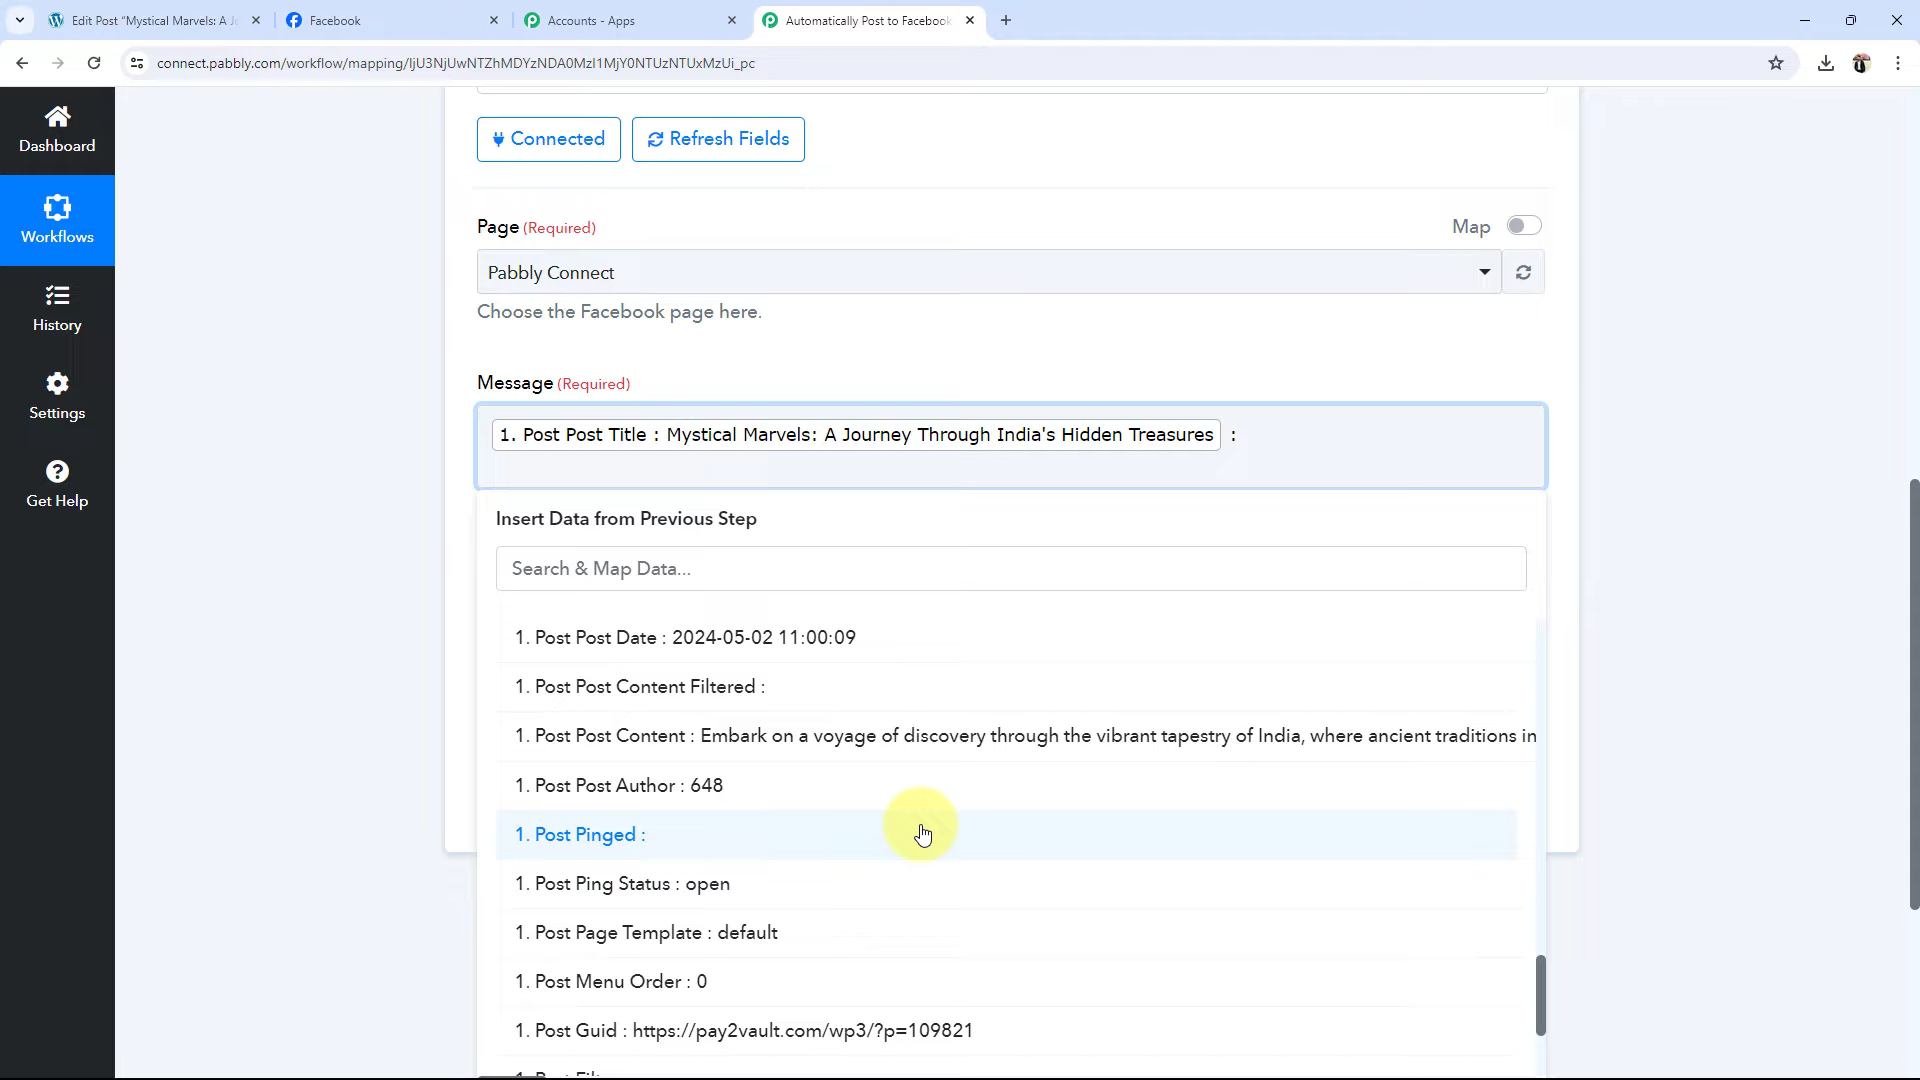 Edit Post “Mystical Marvels: A J
Facebook
Accounts - Apps
Automatically Post to Facebook
connect.pabbly.com/workflow/mapping/IjU3NjUwNTZhMDYzNDA0MzI1MjY0NTUzNTUxMzUi_pc
Dashboard
Workflows
History
Settings
Get Help
Connected
Refresh Fields
Page (Required)
Map
Pabbly Connect
Choose the Facebook page here.
Message (Required)
1. Post Post Title : Mystical Marvels: A Journey Through India's Hidden Treasures :
Insert Data from Previous Step
Search & Map Data...
1. Post Post Date : 2024-05-02 11:00:09
1. Post Post Content Filtered :
1. Post Post Content : Embark on a voyage of discovery through the vibrant tapestry of India, where ancient traditions in
1. Post Post Author : 648
1. Post Pinged :
1. Post Ping Status : open
1. Post Page Template : default
1. Post Menu Order : 0
1. Post Guid : https://pay2vault.com/wp3/?p=109821